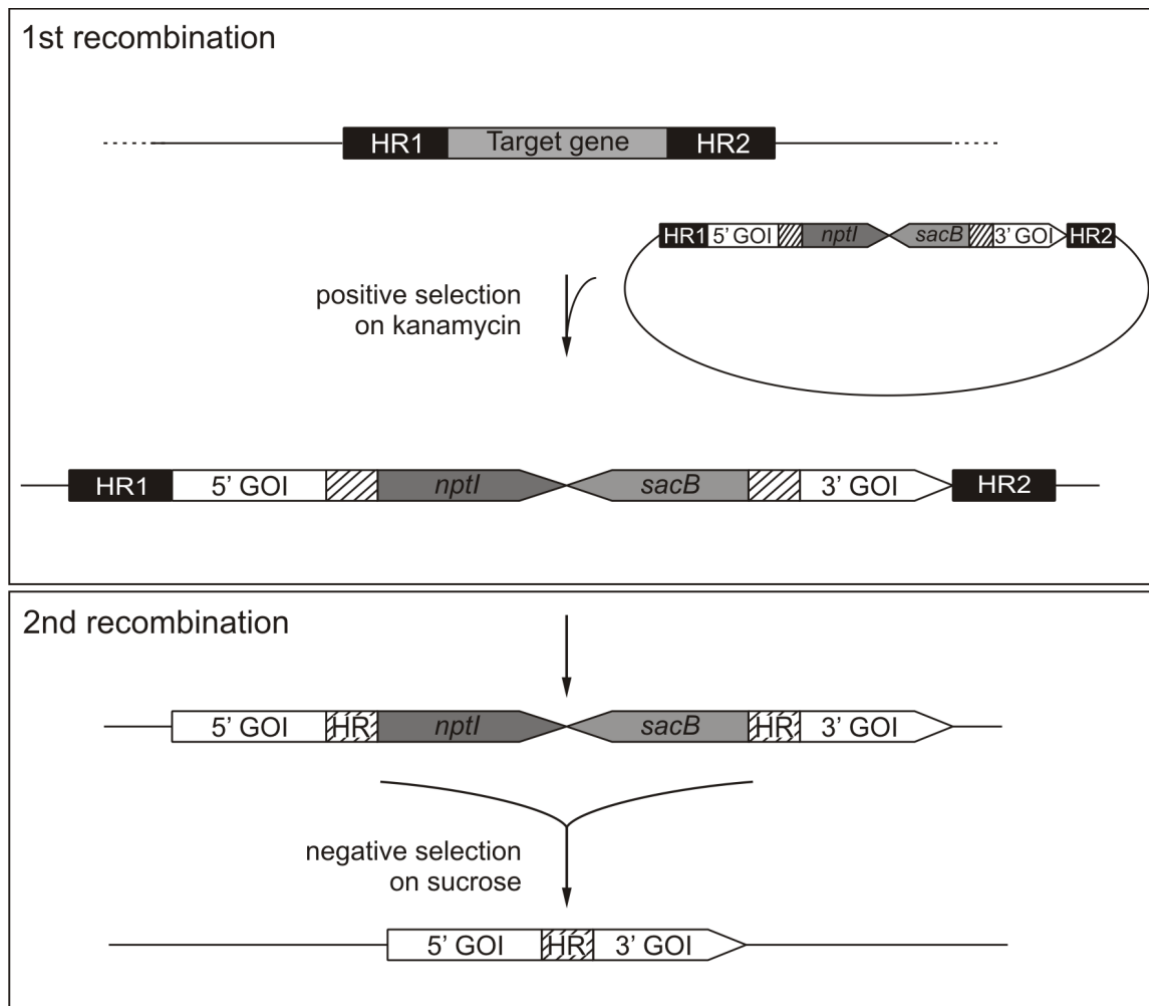 1st recombination
HR1 Target gene HR2
HR1 5' GOI nptI sacB 3' GOI HR2
positive selection
on kanamycin
HR1 5' GOI nptI sacB 3' GOI HR2
2nd recombination
5' GOI HR nptI sacB HR 3' GOI
negative selection
on sucrose
5' GOI HR 3' GOI